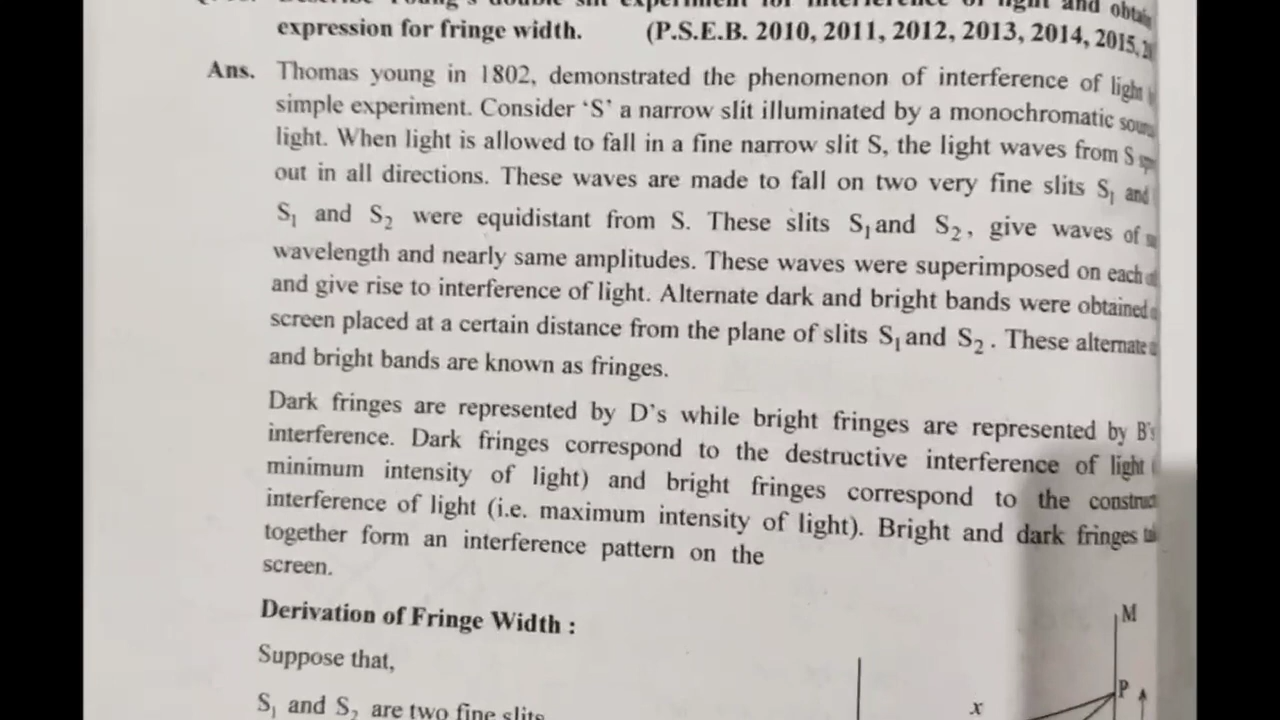 double slit experiment for interference of light and obtain
expression for fringe width. (P.S.E.B. 2010, 2011, 2012, 2013, 2014, 2015,
Ans. Thomas young in 1802, demonstrated the phenomenon of interference of light
simple experiment. Consider ‘S’ a narrow slit illuminated by a monochromatic
light. When light is allowed to fall in a fine narrow slit S, the light waves from S
out in all directions. These waves are made to fall on two very fine slits S₁ and
S₁ and S₂ were equidistant from S. These slits S₁ and S₂, give waves of
wavelength and nearly same amplitudes. These waves were superimposed on each
and give rise to interference of light. Alternate dark and bright bands were obtained
screen placed at a certain distance from the plane of slits S₁ and S₂. These alternate
and bright bands are known as fringes.
Dark fringes are represented by D's while bright fringes are represented by B's
interference. Dark fringes correspond to the destructive interference of light
minimum intensity of light) and bright fringes correspond to the
interference of light (i.e. maximum intensity of light). Bright and dark fringes
together form an interference pattern on the
screen.
Derivation of Fringe Width :
Suppose that,
S₁ and S₂ are two fine slits
M
P
x